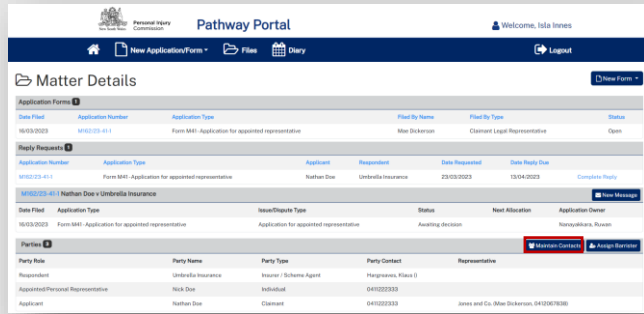 Personal Injury
Commission
Pathway Portal
Welcome, Isla Innes
New Application/Form
Files
Diary
Logout
Matter Details
New Form
Application Forms 1
Date Filed Application Number Application Type Filed By Name Filed By Type Status
16/03/2023 M162/23-41-1 Form M41 - Application for appointed representative Mae Dickerson Claimant Legal Representative Open
Reply Requests 1
Application Number Application Type Applicant Respondent Date Requested Date Reply Due
M162/23-41-1 Form M41 - Application for appointed representative Nathan Doe Umbrella Insurance 23/03/2023 13/04/2023 Complete Reply
M162/23-41-1 Nathan Doe v Umbrella Insurance New Message
Date Filed Application Type Issue/Dispute Type Status Next Allocation Application Owner
16/03/2023 Form M41 - Application for appointed representative Application for appointed representative Awaiting decision Nanayakkara, Ruwan
Parties 3 Maintain Contacts Assign Barrister
Party Role Party Name Party Type Party Contact Representative
Respondent Umbrella Insurance Insurer / Scheme Agent Hargreaves, Klaus ()
Appointed/Personal Representative Nick Doe Individual 0411222333
Applicant Nathan Doe Claimant 0411222333 Jones and Co. (Mae Dickerson, 0412067838)